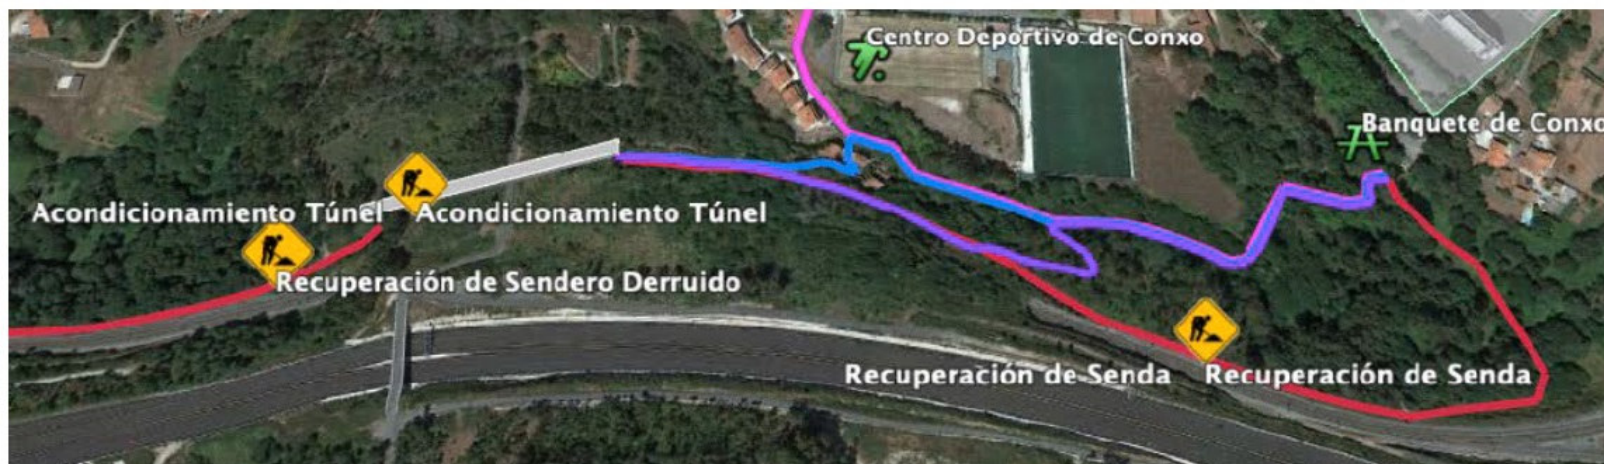 Centro Deportivo de Conxo
Banquete de Conxo
Acondicionamiento Túnel
Acondicionamiento Túnel
Recuperación de Sendero Derruido
Recuperación de Senda
Recuperación de Senda